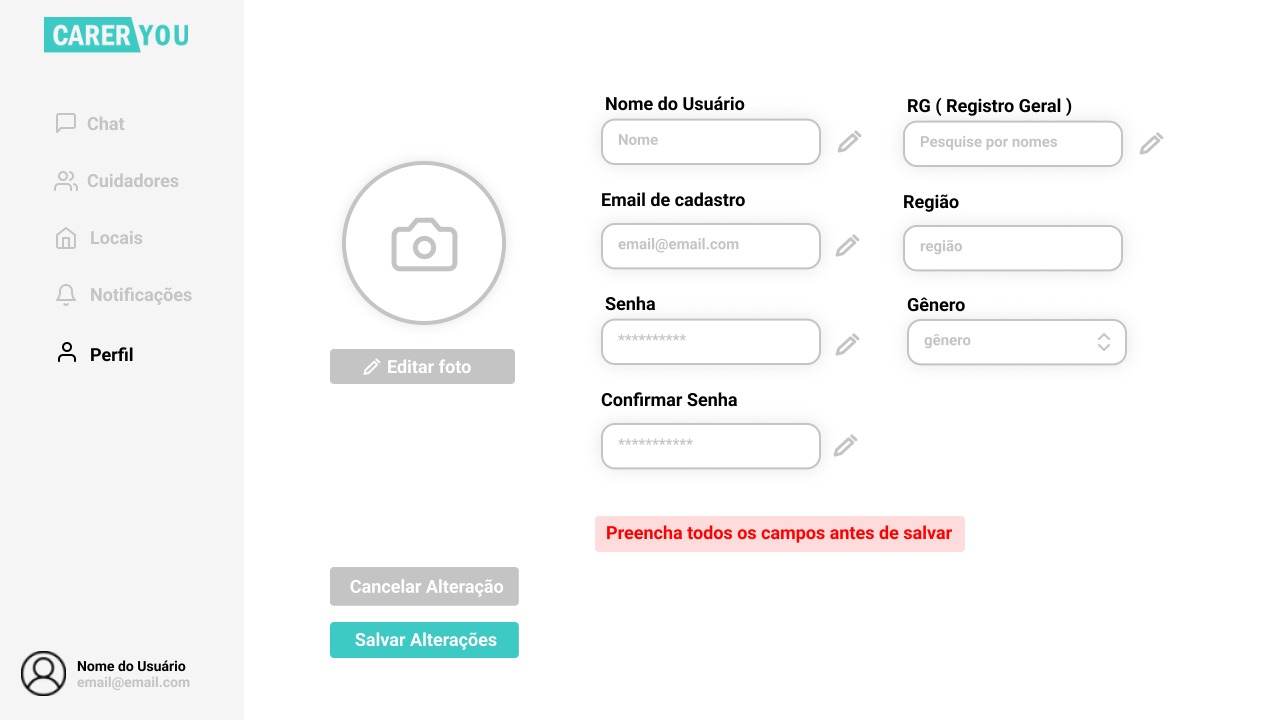 CARER YOU
Chat
Cuidadores
Locais
Notificações
Perfil
Nome do Usuário
email@email.com
Editar foto
Cancelar Alteração
Salvar Alterações
Nome do Usuário
Nome
Email de cadastro
email@email.com
Senha
**********
Confirmar Senha
***********
RG ( Registro Geral )
Pesquise por nomes
Região
região
Gênero
gênero
Preencha todos os campos antes de salvar